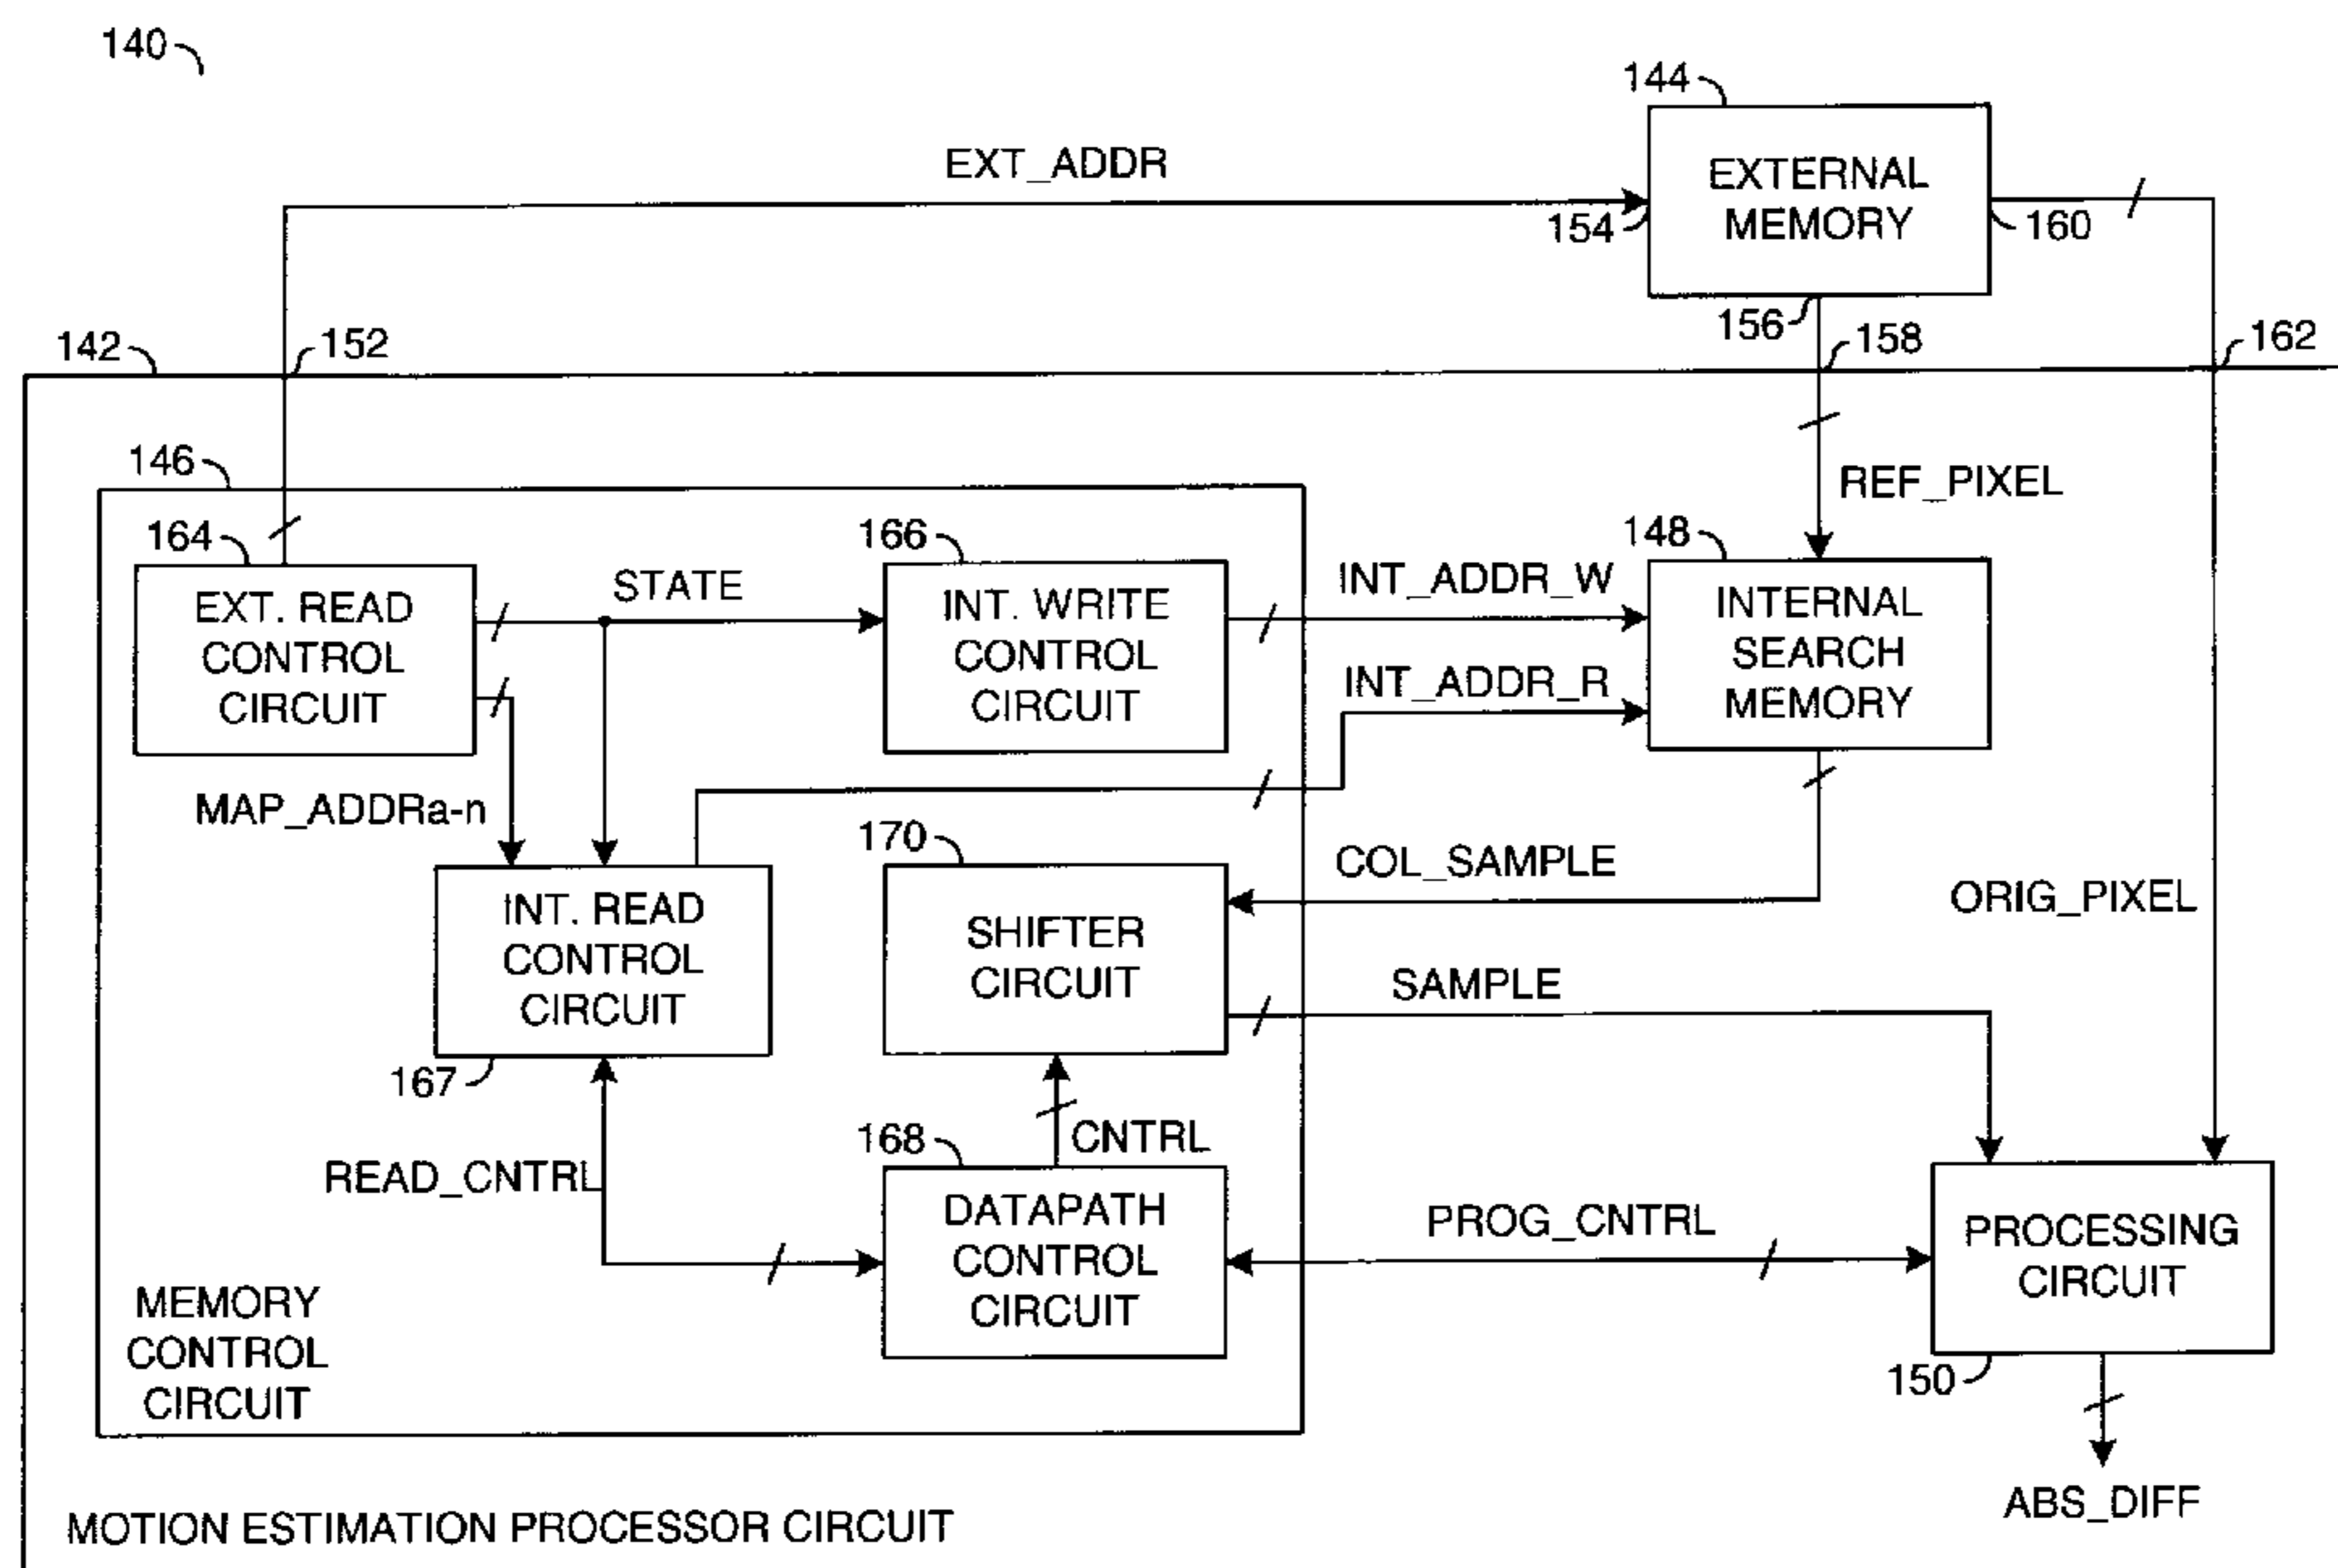 140
144
EXT_ADDR
EXTERNAL
MEMORY
154
160
156
142
152
158
162
146
REF_PIXEL
164
166
148
EXT. READ
CONTROL
CIRCUIT
STATE
INT. WRITE
CONTROL
CIRCUIT
INT_ADDR_W
INTERNAL
SEARCH
MEMORY
INT_ADDR_R
MAP_ADDRa-n
170
COL_SAMPLE
ORIG_PIXEL
INT. READ
CONTROL
CIRCUIT
SHIFTER
CIRCUIT
SAMPLE
167
168
CNTRL
READ_CNTRL
DATAPATH
CONTROL
CIRCUIT
PROG_CNTRL
PROCESSING
CIRCUIT
MEMORY
CONTROL
CIRCUIT
150
ABS_DIFF
MOTION ESTIMATION PROCESSOR CIRCUIT